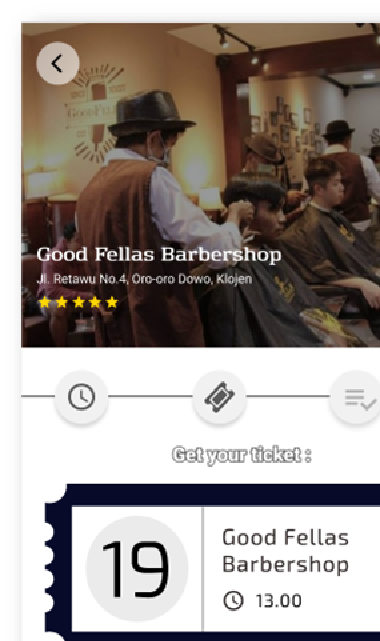 GoodFellas
Good Fellas Barbershop
Jl. Retawu No.4, Oro-oro Dowo, Klojen
Get your ticket :
19
Good Fellas
Barbershop
13.00